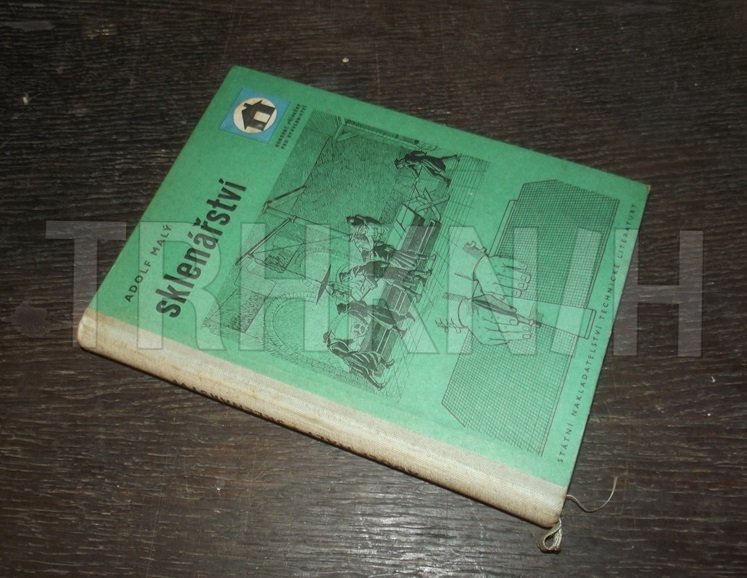 ADOLF MALÝ
sklenářství
STÁTNÍ NAKLADATELSTVÍ TECHNICKÉ LITERATURY
TRHKNIH